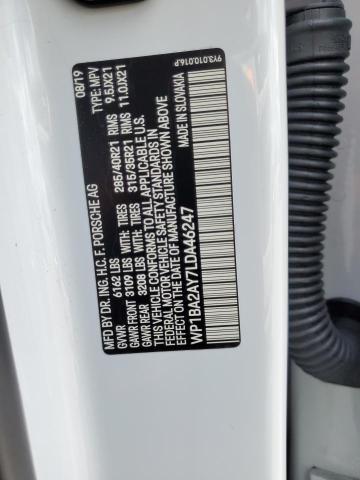 MFD BY DR. ING. H.C. F. PORSCHE AG 08/19
GVWR 6162 LBS TYPE: MPV
GAWR FRONT 3109 LBS WITH: TIRES 285/40R21 RIMS 9.5JX21
GAWR REAR 3208 LBS WITH: TIRES 315/35R21 RIMS 11.0JX21
THIS VEHICLE CONFORMS TO ALL APPLICABLE U.S.
FEDERAL MOTOR VEHICLE SAFETY AND BUMPER STANDARDS
IN EFFECT ON THE DATE OF MANUFACTURE SHOWN ABOVE
WP1BA2AY7LDA46247 MADE IN SLOVAKIA
9Y3.010.016.P